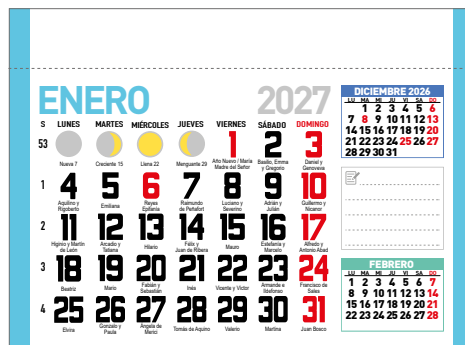 ENERO 2027
S LUNES MARTES MIÉRCOLES JUEVES VIERNES SÁBADO DOMINGO
53 1 2 3
Nueva 7 Creciente 15 Llena 22 Menguante 29 Año Nuevo / María Madre del Señor Basilio, Emma y Gregorio Daniel y Genoveva
1 4 5 6 7 8 9 10
Aquilino y Rigoberto Emiliana Reyes Epifanía Raimundo de Peñafort Luciano y Severino Adrián y Julián Guillermo y Nicanor
2 11 12 13 14 15 16 17
Higinio y Martín de León Arcadio y Tatiana Hilario Félix y Juan de Ribera Mauro Estefanía y Marcelo Alfredo y Antonio Abad
3 18 19 20 21 22 23 24
Beatriz Mario Fabián y Sebastián Inés Vicente y Víctor Armando e Ildefonso Francisco de Sales
4 25 26 27 28 29 30 31
Elvira Gonzalo y Paula Angela de Merici Tomás de Aquino Valerio Martina Juan Bosco
DICIEMBRE 2026
LU MA MI JU VI SA DO
1 2 3 4 5 6
7 8 9 10 11 12 13
14 15 16 17 18 19 20
21 22 23 24 25 26 27
28 29 30 31
FEBRERO
LU MA MI JU VI SA DO
1 2 3 4 5 6 7
8 9 10 11 12 13 14
15 16 17 18 19 20 21
22 23 24 25 26 27 28